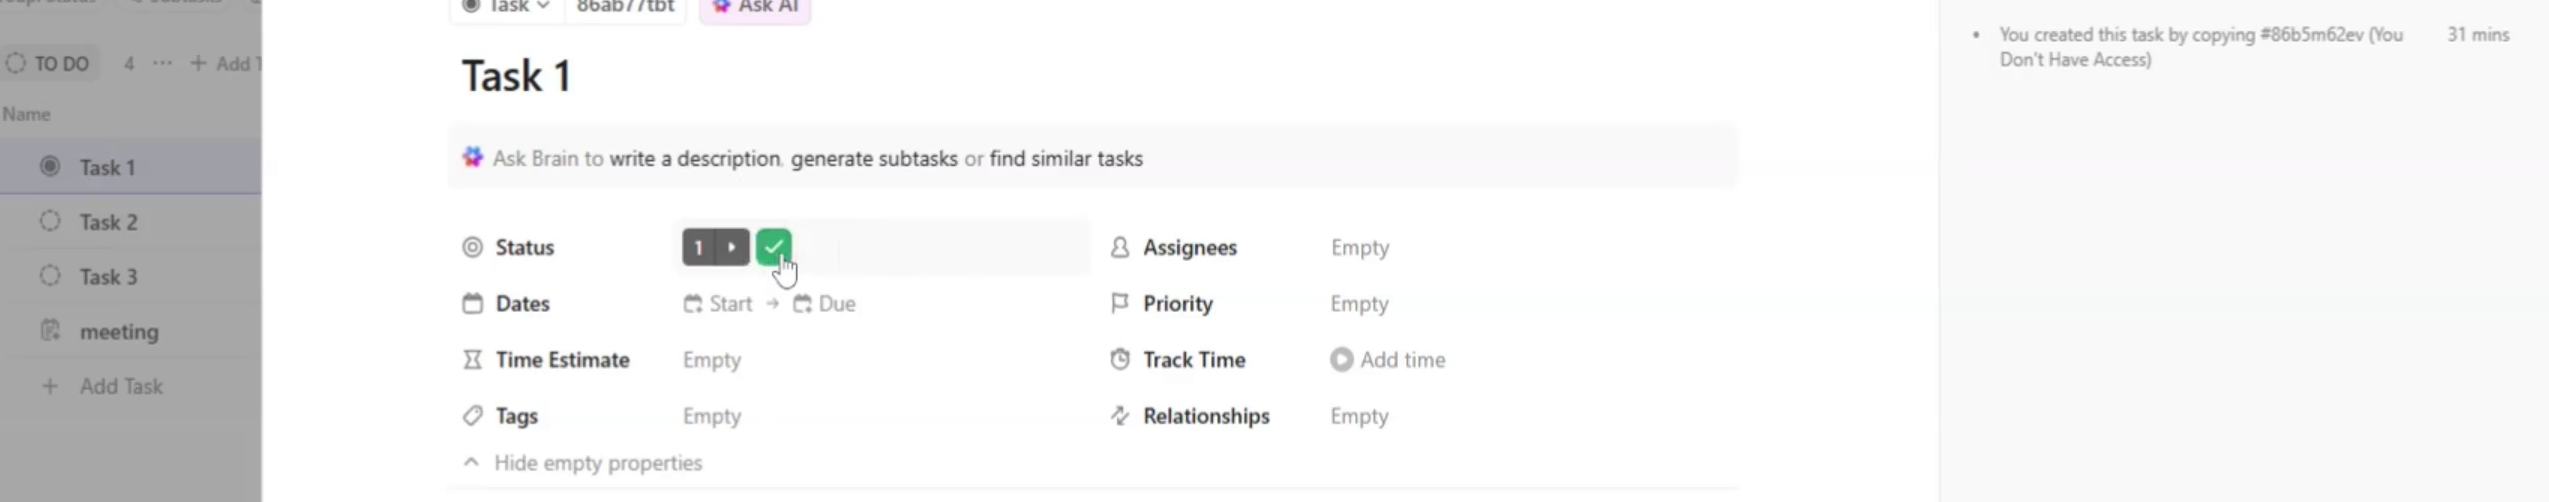 Task
86ab77tbt
Ask AI
TO DO 4 ... + Add
Name
Task 1
Task 2
Task 3
meeting
+ Add Task
Task 1
Ask Brain to write a description, generate subtasks or find similar tasks
Status 1
Assignees Empty
Dates Start → Due
Priority Empty
Time Estimate Empty
Track Time Add time
Tags Empty
Relationships Empty
Hide empty properties
• You created this task by copying #86b5m62ev (You 31 mins
Don't Have Access)